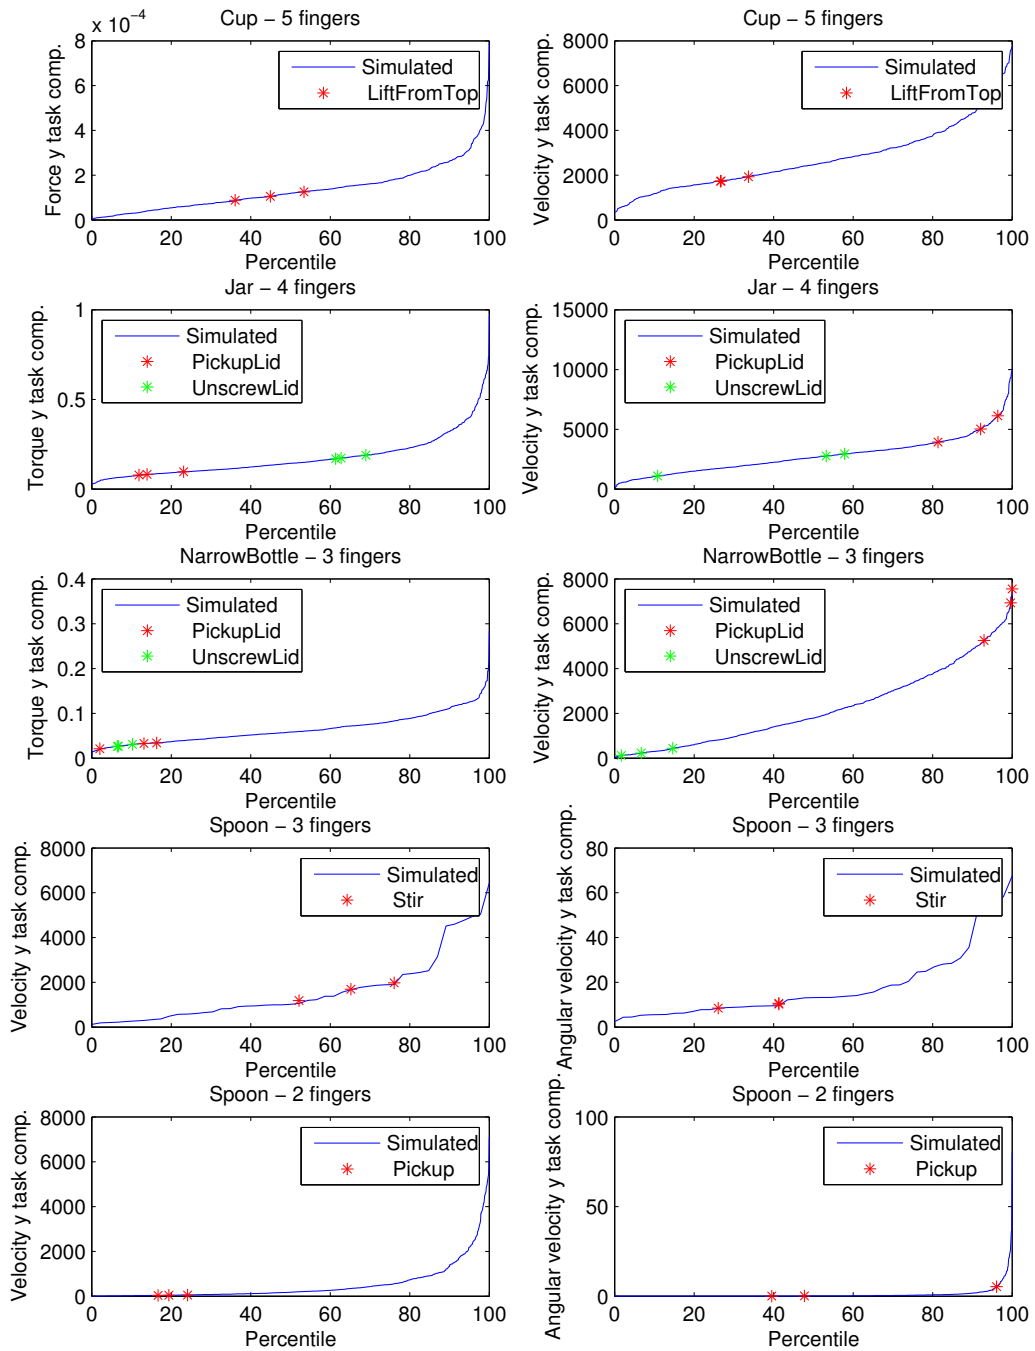 Cup − 5 fingers
x 10⁻⁴
Force y task comp.
8
6
4
2
0
0 20 40 60 80 100
Percentile
Simulated
LiftFromTop
Cup − 5 fingers
Velocity y task comp.
8000
6000
4000
2000
0
0 20 40 60 80 100
Percentile
Simulated
LiftFromTop
Jar − 4 fingers
Torque y task comp.
1
0.5
0
0 20 40 60 80 100
Percentile
Simulated
PickupLid
UnscrewLid
Jar − 4 fingers
Velocity y task comp.
15000
10000
5000
0
0 20 40 60 80 100
Percentile
Simulated
PickupLid
UnscrewLid
NarrowBottle − 3 fingers
Torque y task comp.
0.4
0.3
0.2
0.1
0
0 20 40 60 80 100
Percentile
Simulated
PickupLid
UnscrewLid
NarrowBottle − 3 fingers
Velocity y task comp.
8000
6000
4000
2000
0
0 20 40 60 80 100
Percentile
Simulated
PickupLid
UnscrewLid
Spoon − 3 fingers
Velocity y task comp.
8000
6000
4000
2000
0
0 20 40 60 80 100
Percentile
Simulated
Stir
Spoon − 3 fingers
Angular velocity y task comp.
80
60
40
20
0
0 20 40 60 80 100
Percentile
Simulated
Stir
Spoon − 2 fingers
Velocity y task comp.
8000
6000
4000
2000
0
0 20 40 60 80 100
Percentile
Simulated
Pickup
Spoon − 2 fingers
Angular velocity y task comp.
100
50
0
0 20 40 60 80 100
Percentile
Simulated
Pickup